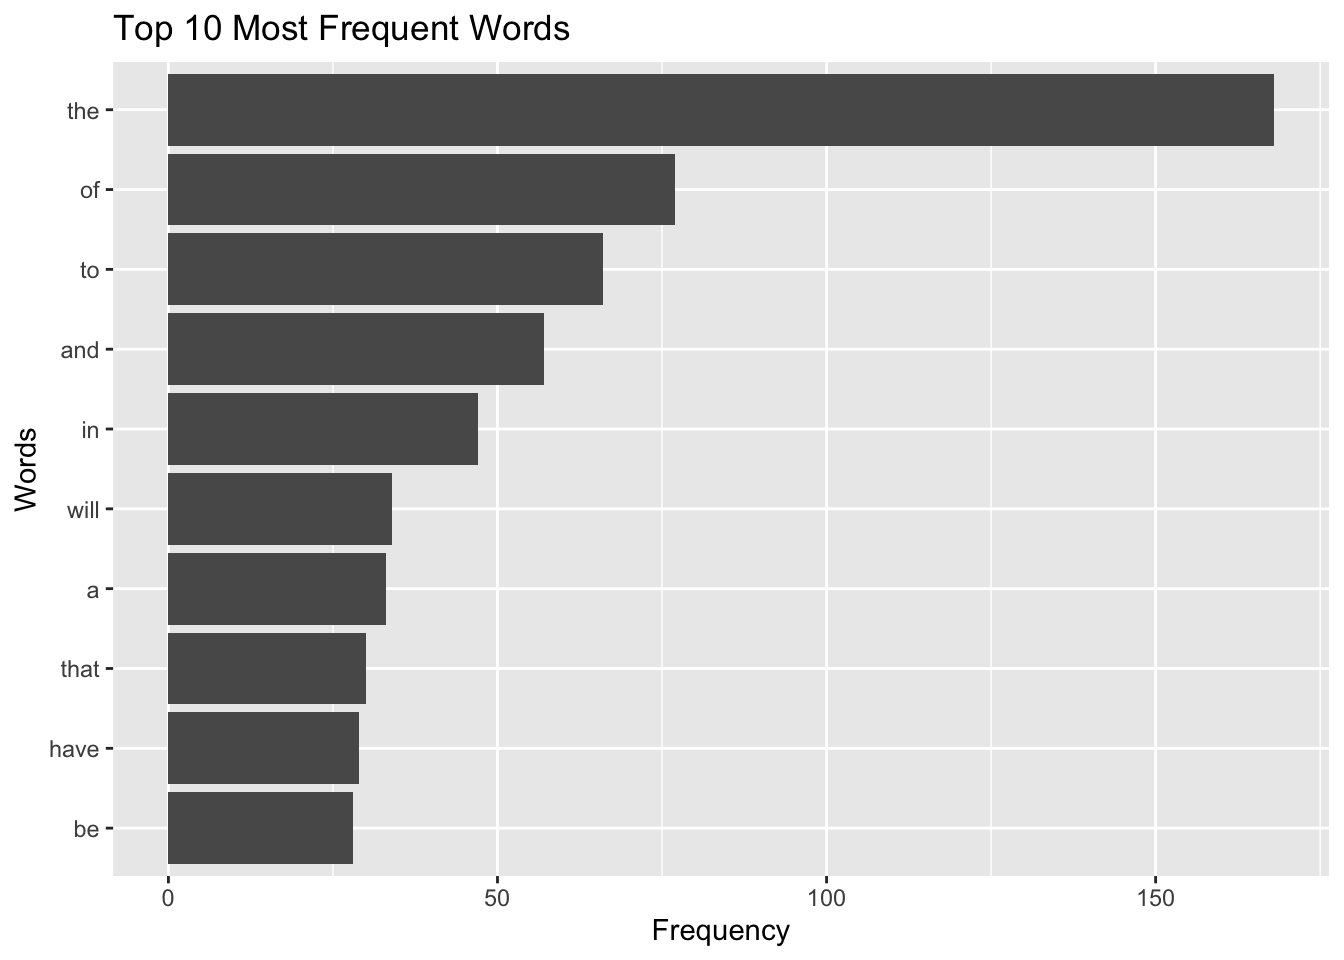 Top 10 Most Frequent Words
the
of
to
and
in
will
a
that
have
be
Words
0 50 100 150
Frequency